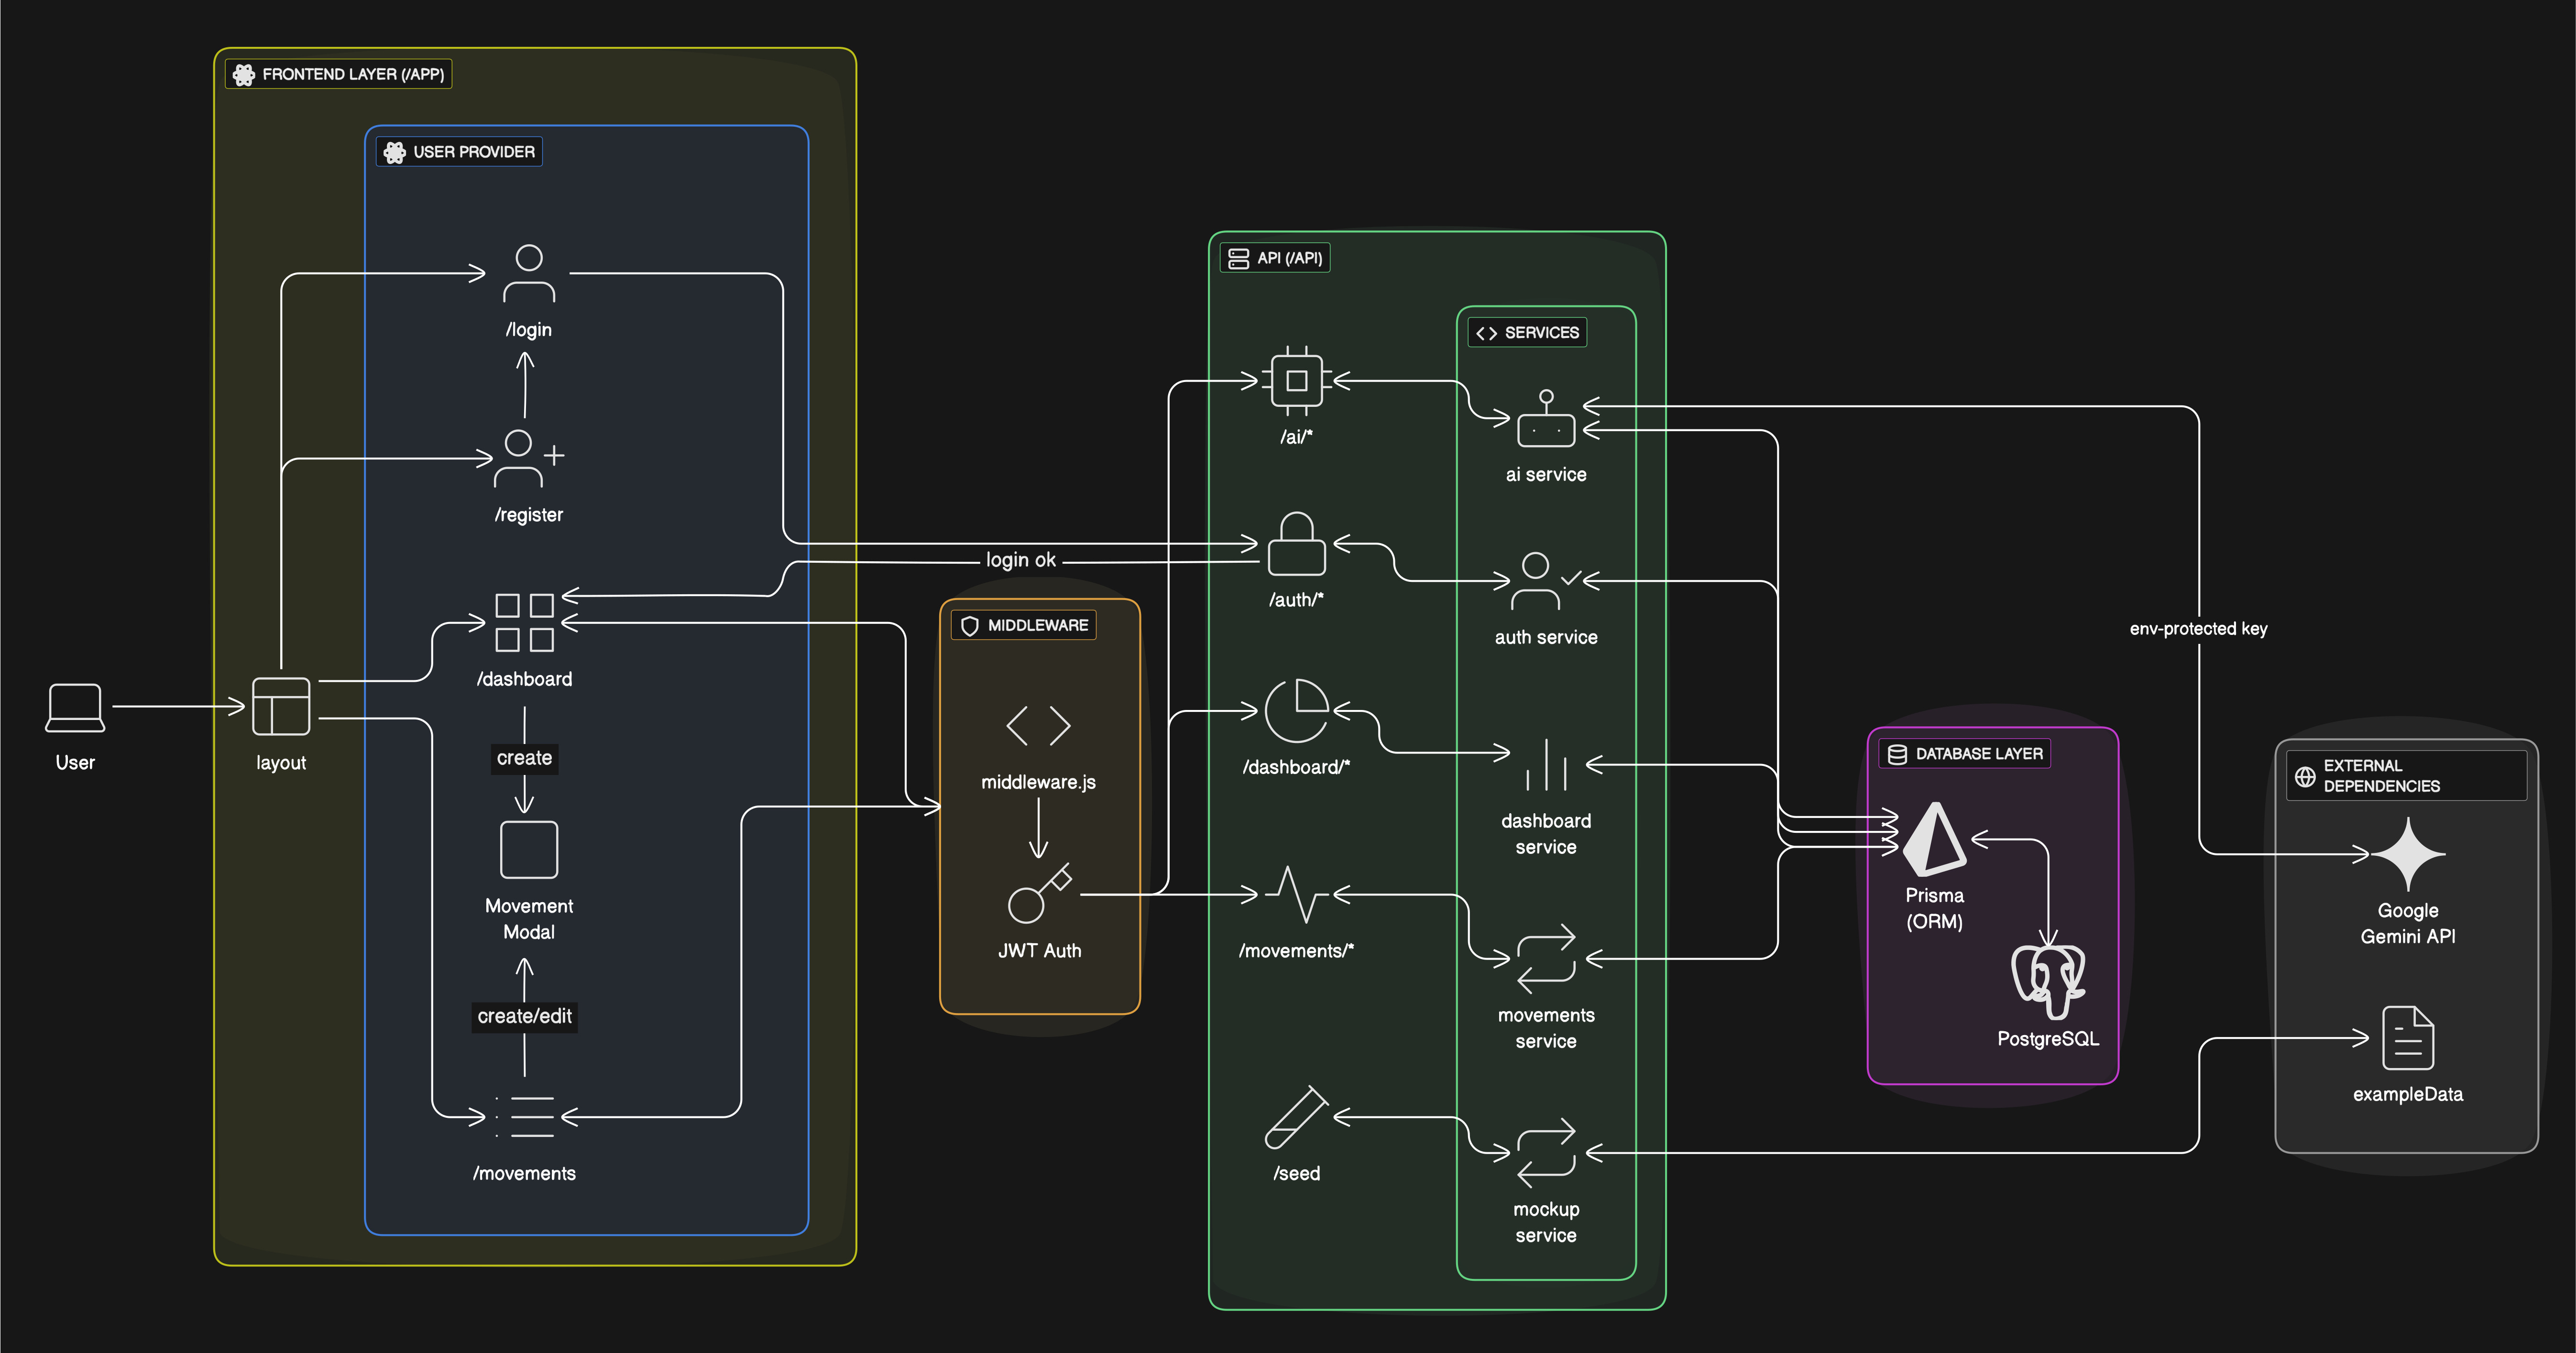 FRONTEND LAYER (/APP)
USER PROVIDER
/login
/register
/dashboard
create
Movement
Modal
create/edit
/movements
User
layout
login ok
MIDDLEWARE
middleware.js
JWT Auth
API (/API)
/ai/*
/auth/*
/dashboard/*
/movements/*
/seed
SERVICES
ai service
auth service
dashboard
service
movements
service
mockup
service
DATABASE LAYER
Prisma
(ORM)
PostgreSQL
env-protected key
EXTERNAL
DEPENDENCIES
Google
Gemini API
exampleData